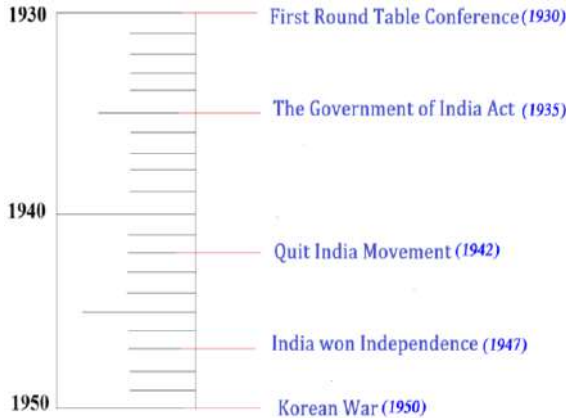 1930
First Round Table Conference (1930)
The Government of India Act (1935)
1940
Quit India Movement (1942)
India won Independence (1947)
1950
Korean War (1950)